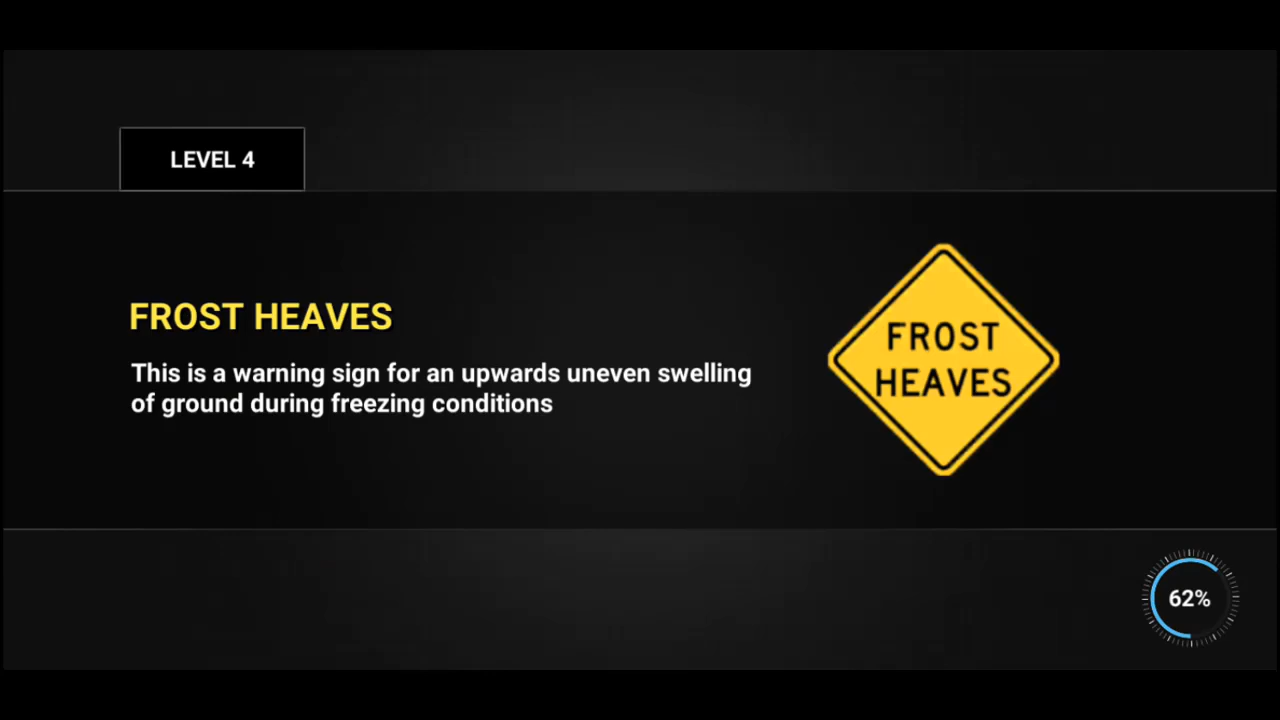 LEVEL 4
FROST HEAVES
This is a warning sign for an upwards uneven swelling
of ground during freezing conditions
FROST
HEAVES
62%